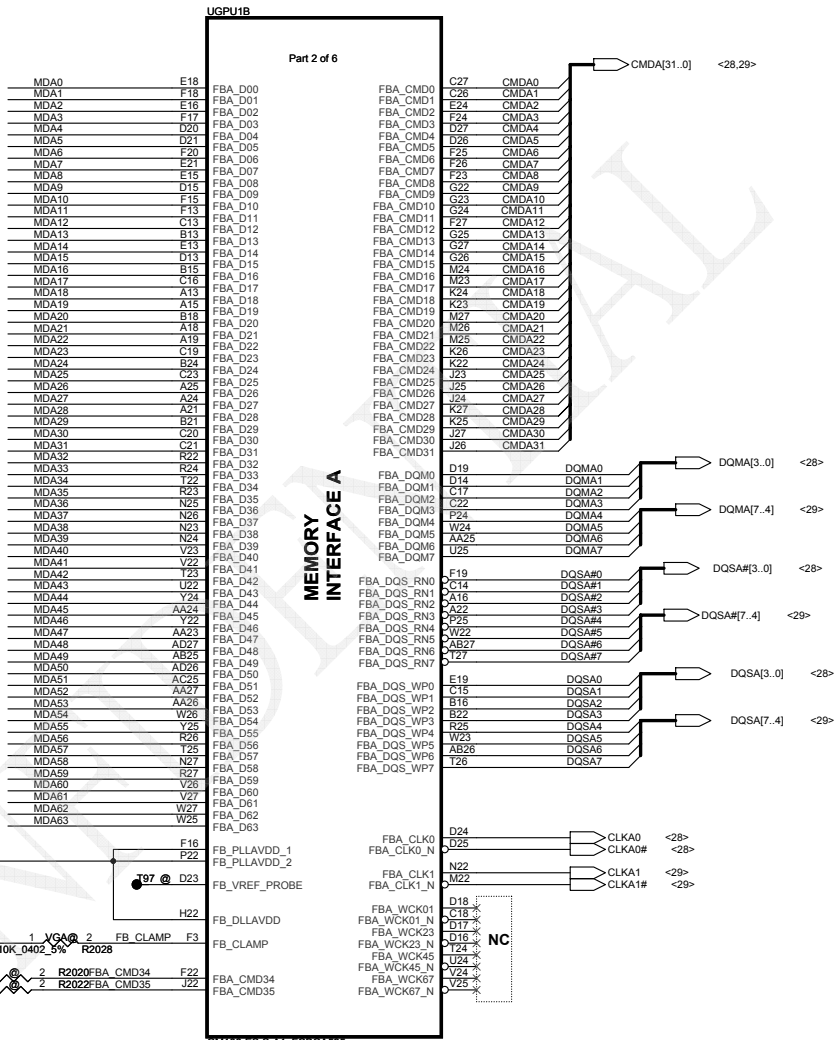 UGPU1B
Part 2 of 6
MDA0 E18 FBA_D00
MDA1 F18 FBA_D01
MDA2 E16 FBA_D02
MDA3 F17 FBA_D03
MDA4 D20 FBA_D04
MDA5 D21 FBA_D05
MDA6 F20 FBA_D06
MDA7 E21 FBA_D07
MDA8 E15 FBA_D08
MDA9 D15 FBA_D09
MDA10 F15 FBA_D10
MDA11 F13 FBA_D11
MDA12 C13 FBA_D12
MDA13 B13 FBA_D13
MDA14 E13 FBA_D14
MDA15 D13 FBA_D15
MDA16 B15 FBA_D16
MDA17 C16 FBA_D17
MDA18 A13 FBA_D18
MDA19 A15 FBA_D19
MDA20 B18 FBA_D20
MDA21 A18 FBA_D21
MDA22 A19 FBA_D22
MDA23 C19 FBA_D23
MDA24 B24 FBA_D24
MDA25 C23 FBA_D25
MDA26 A25 FBA_D26
MDA27 A24 FBA_D27
MDA28 A21 FBA_D28
MDA29 B21 FBA_D29
MDA30 C20 FBA_D30
MDA31 C21 FBA_D31
MDA32 R22 FBA_D32
MDA33 R24 FBA_D33
MDA34 T22 FBA_D34
MDA35 R23 FBA_D35
MDA36 N25 FBA_D36
MDA37 N26 FBA_D37
MDA38 N23 FBA_D38
MDA39 N24 FBA_D39
MDA40 V23 FBA_D40
MDA41 V22 FBA_D41
MDA42 T23 FBA_D42
MDA43 U22 FBA_D43
MDA44 Y24 FBA_D44
MDA45 AA24 FBA_D45
MDA46 Y22 FBA_D46
MDA47 AA23 FBA_D47
MDA48 AD27 FBA_D48
MDA49 AB25 FBA_D49
MDA50 AD26 FBA_D50
MDA51 AC25 FBA_D51
MDA52 AA27 FBA_D52
MDA53 AA26 FBA_D53
MDA54 W26 FBA_D54
MDA55 Y25 FBA_D55
MDA56 R26 FBA_D56
MDA57 T25 FBA_D57
MDA58 N27 FBA_D58
MDA59 R27 FBA_D59
MDA60 V26 FBA_D60
MDA61 V27 FBA_D61
MDA62 W27 FBA_D62
MDA63 W25 FBA_D63
F16 FB_PLLAVDD_1
P22 FB_PLLAVDD_2
T97 @ D23 FB_VREF_PROBE
H22 FB_DLLAVDD
1 VGA@ 2 FB_CLAMP F3 FB_CLAMP
10K_0402_5% R2028
@ 2 R2020 FBA_CMD34 F22 FBA_CMD34
@ 2 R2022 FBA_CMD35 J22 FBA_CMD35
MEMORY
INTERFACE A
FBA_CMD0 C27 CMDA0
FBA_CMD1 C26 CMDA1
FBA_CMD2 E24 CMDA2
FBA_CMD3 F24 CMDA3
FBA_CMD4 D27 CMDA4
FBA_CMD5 D26 CMDA5
FBA_CMD6 F25 CMDA6
FBA_CMD7 F26 CMDA7
FBA_CMD8 F23 CMDA8
FBA_CMD9 G22 CMDA9
FBA_CMD10 G23 CMDA10
FBA_CMD11 G24 CMDA11
FBA_CMD12 F27 CMDA12
FBA_CMD13 G25 CMDA13
FBA_CMD14 G27 CMDA14
FBA_CMD15 G26 CMDA15
FBA_CMD16 M24 CMDA16
FBA_CMD17 M23 CMDA17
FBA_CMD18 K24 CMDA18
FBA_CMD19 K23 CMDA19
FBA_CMD20 M27 CMDA20
FBA_CMD21 M26 CMDA21
FBA_CMD22 M25 CMDA22
FBA_CMD23 K26 CMDA23
FBA_CMD24 K22 CMDA24
FBA_CMD25 J23 CMDA25
FBA_CMD26 J25 CMDA26
FBA_CMD27 J24 CMDA27
FBA_CMD28 K27 CMDA28
FBA_CMD29 K25 CMDA29
FBA_CMD30 J27 CMDA30
FBA_CMD31 J26 CMDA31
CMDA[31..0] <28,29>
FBA_DQM0 D19 DQMA0
FBA_DQM1 D14 DQMA1
FBA_DQM2 C17 DQMA2
FBA_DQM3 C22 DQMA3
FBA_DQM4 P24 DQMA4
FBA_DQM5 W24 DQMA5
FBA_DQM6 AA25 DQMA6
FBA_DQM7 U25 DQMA7
DQMA[3..0] <28>
DQMA[7..4] <29>
FBA_DQS_RN0 F19 DQSA#0
FBA_DQS_RN1 C14 DQSA#1
FBA_DQS_RN2 A16 DQSA#2
FBA_DQS_RN3 A22 DQSA#3
FBA_DQS_RN4 P25 DQSA#4
FBA_DQS_RN5 W22 DQSA#5
FBA_DQS_RN6 AB27 DQSA#6
FBA_DQS_RN7 T27 DQSA#7
DQSA#[3..0] <28>
DQSA#[7..4] <29>
FBA_DQS_WP0 E19 DQSA0
FBA_DQS_WP1 C15 DQSA1
FBA_DQS_WP2 B16 DQSA2
FBA_DQS_WP3 B22 DQSA3
FBA_DQS_WP4 R25 DQSA4
FBA_DQS_WP5 W23 DQSA5
FBA_DQS_WP6 AB26 DQSA6
FBA_DQS_WP7 T26 DQSA7
DQSA[3..0] <28>
DQSA[7..4] <29>
FBA_CLK0 D24 CLKA0 <28>
FBA_CLK0_N D25 CLKA0# <28>
FBA_CLK1 N22 CLKA1 <29>
FBA_CLK1_N M22 CLKA1# <29>
FBA_WCK01 D18
FBA_WCK01_N C18
FBA_WCK23 D17
FBA_WCK23_N D16
FBA_WCK45 T24
FBA_WCK45_N U24
FBA_WCK67 V24
FBA_WCK67_N V25
NC